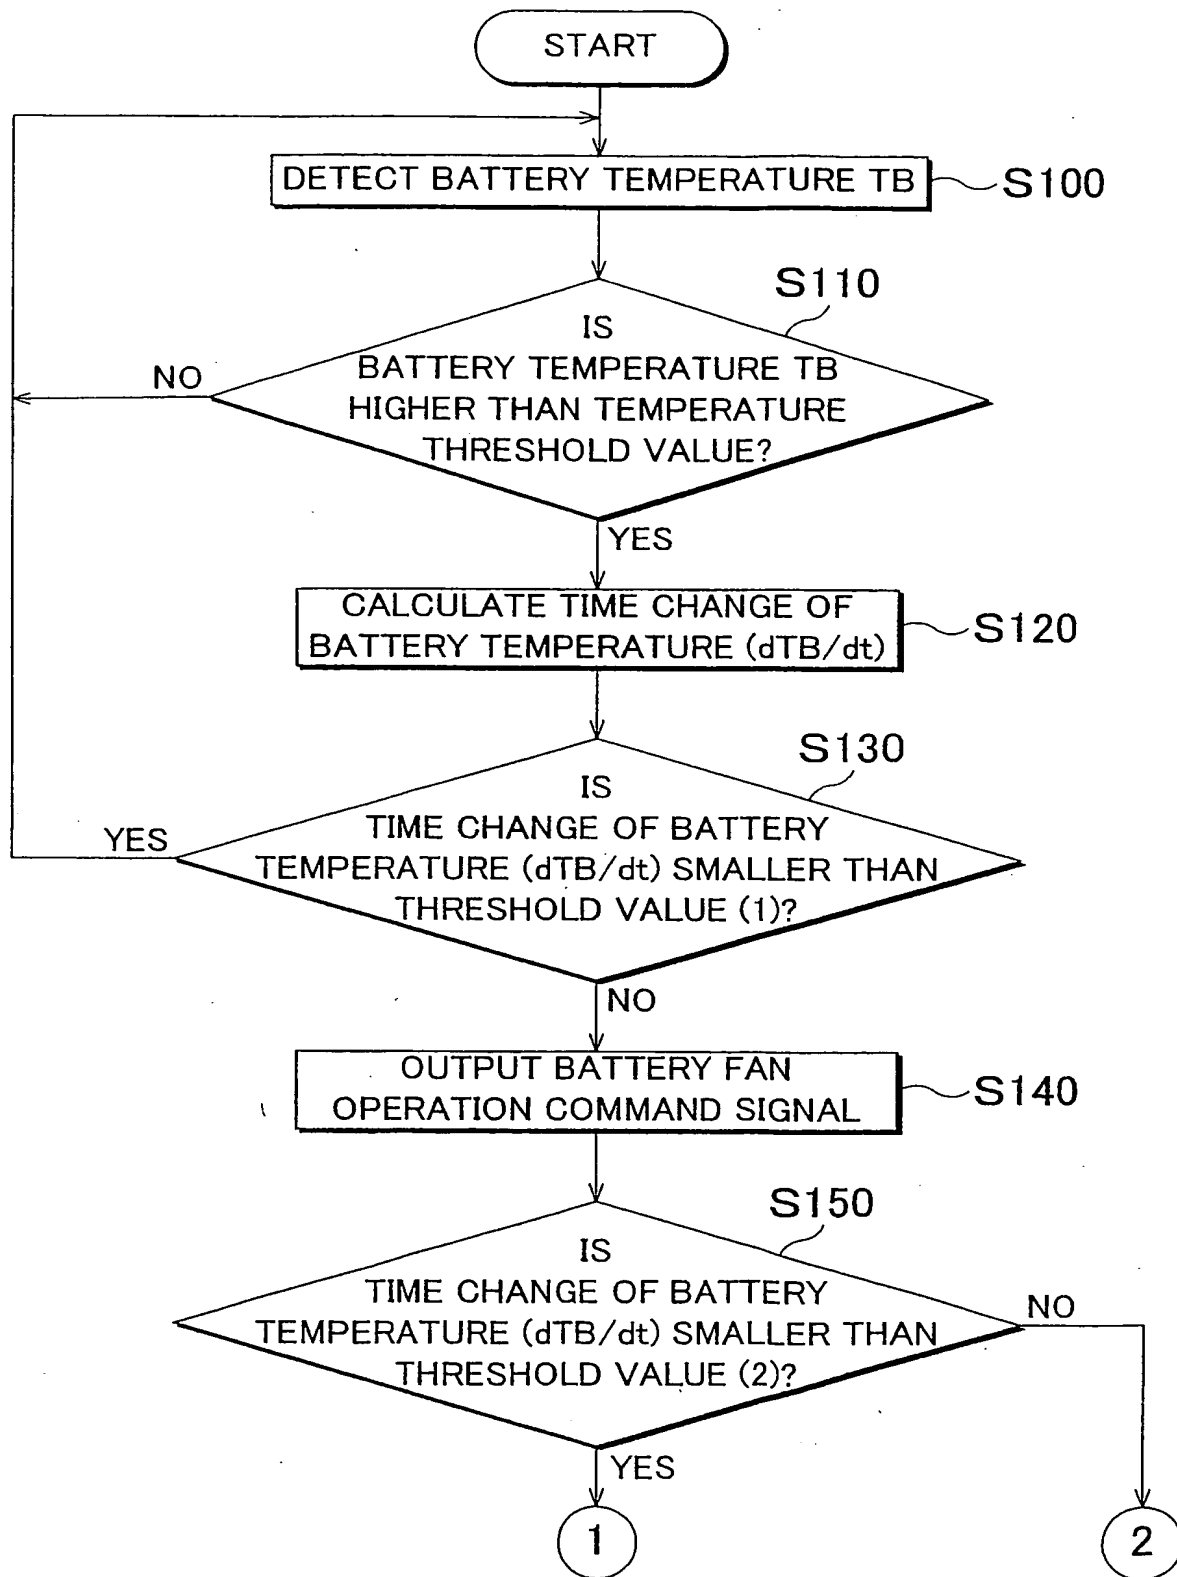 START
DETECT BATTERY TEMPERATURE TB
S100
S110
IS
BATTERY TEMPERATURE TB
HIGHER THAN TEMPERATURE
THRESHOLD VALUE?
NO
YES
CALCULATE TIME CHANGE OF
BATTERY TEMPERATURE (dTB/dt)
S120
S130
IS
TIME CHANGE OF BATTERY
TEMPERATURE (dTB/dt) SMALLER THAN
THRESHOLD VALUE (1)?
YES
NO
OUTPUT BATTERY FAN
OPERATION COMMAND SIGNAL
S140
S150
IS
TIME CHANGE OF BATTERY
TEMPERATURE (dTB/dt) SMALLER THAN
THRESHOLD VALUE (2)?
NO
YES
1
2